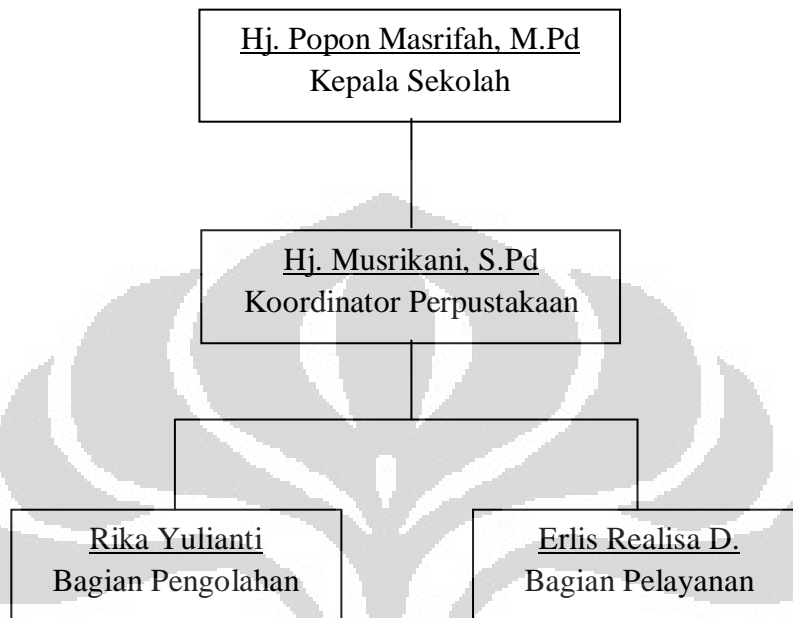 Hj. Popon Masrifah, M.Pd
Kepala Sekolah
Hj. Musrikani, S.Pd
Koordinator Perpustakaan
Rika Yulianti
Bagian Pengolahan
Erlis Realisa D.
Bagian Pelayanan